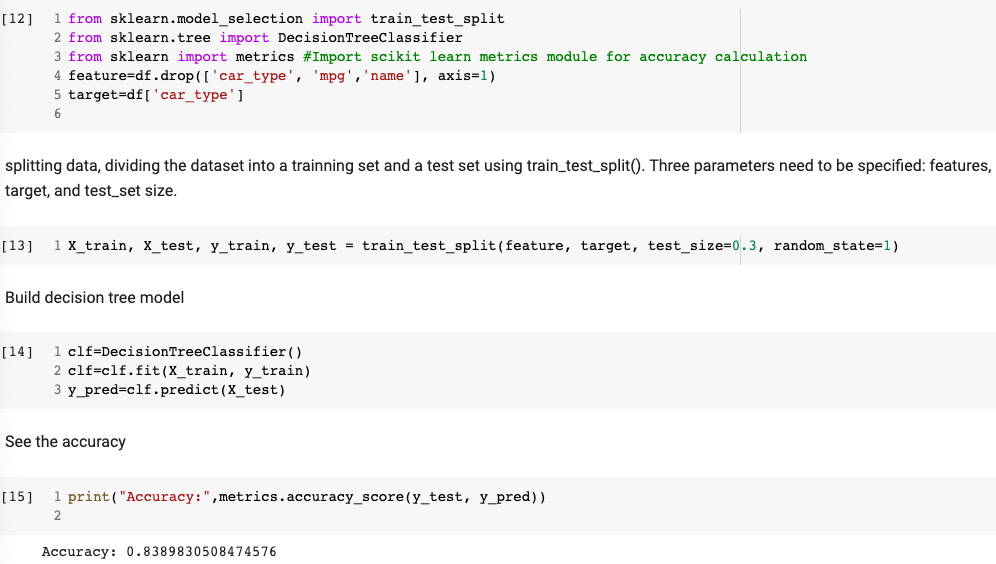 [12] 1 from sklearn.model_selection import train_test_split
2 from sklearn.tree import DecisionTreeClassifier
3 from sklearn import metrics #Import scikit learn metrics module for accuracy calculation
4 feature=df.drop(['car_type', 'mpg','name'], axis=1)
5 target=df['car_type']
6
splitting data, dividing the dataset into a trainning set and a test set using train_test_split(). Three parameters need to be specified: features,
target, and test_set size.
[13] 1 X_train, X_test, y_train, y_test = train_test_split(feature, target, test_size=0.3, random_state=1)
Build decision tree model
[14] 1 clf=DecisionTreeClassifier()
2 clf=clf.fit(X_train, y_train)
3 y_pred=clf.predict(X_test)
See the accuracy
[15] 1 print("Accuracy:",metrics.accuracy_score(y_test, y_pred))
2
Accuracy: 0.8389830508474576